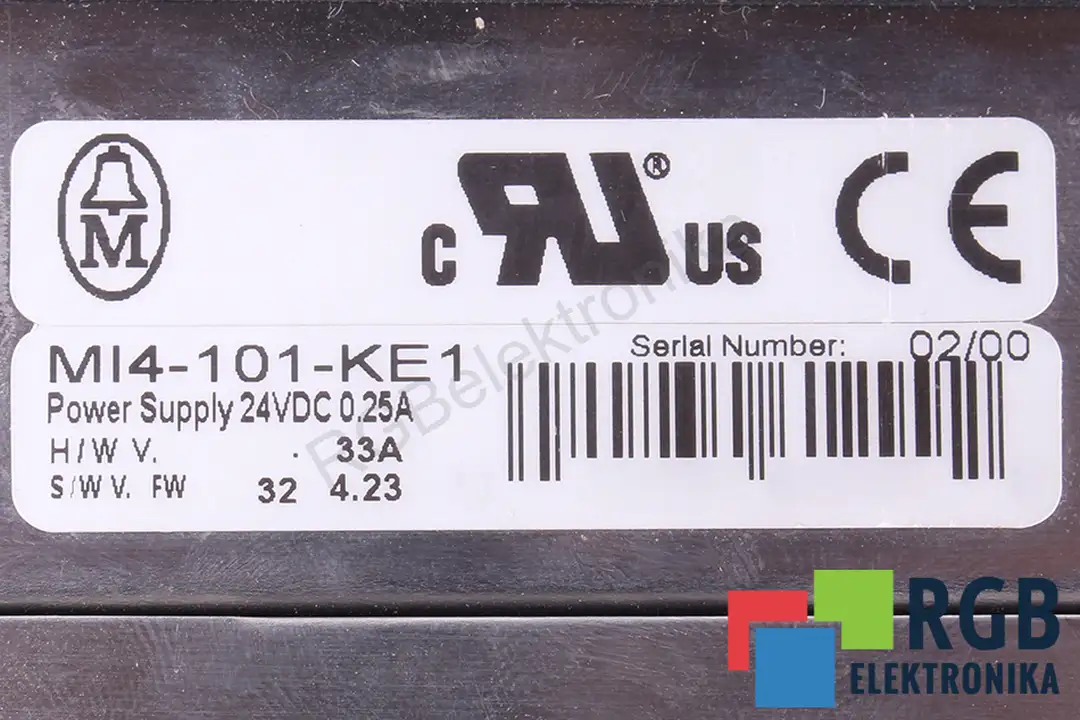 M
C RU® US CE
MI4-101-KE1
Serial Number: 02/00
Power Supply 24VDC 0.25A
H/W V. . 33A
S/W V. FW 32 4.23
RGBelektronika
RGB
ELEKTRONIKA